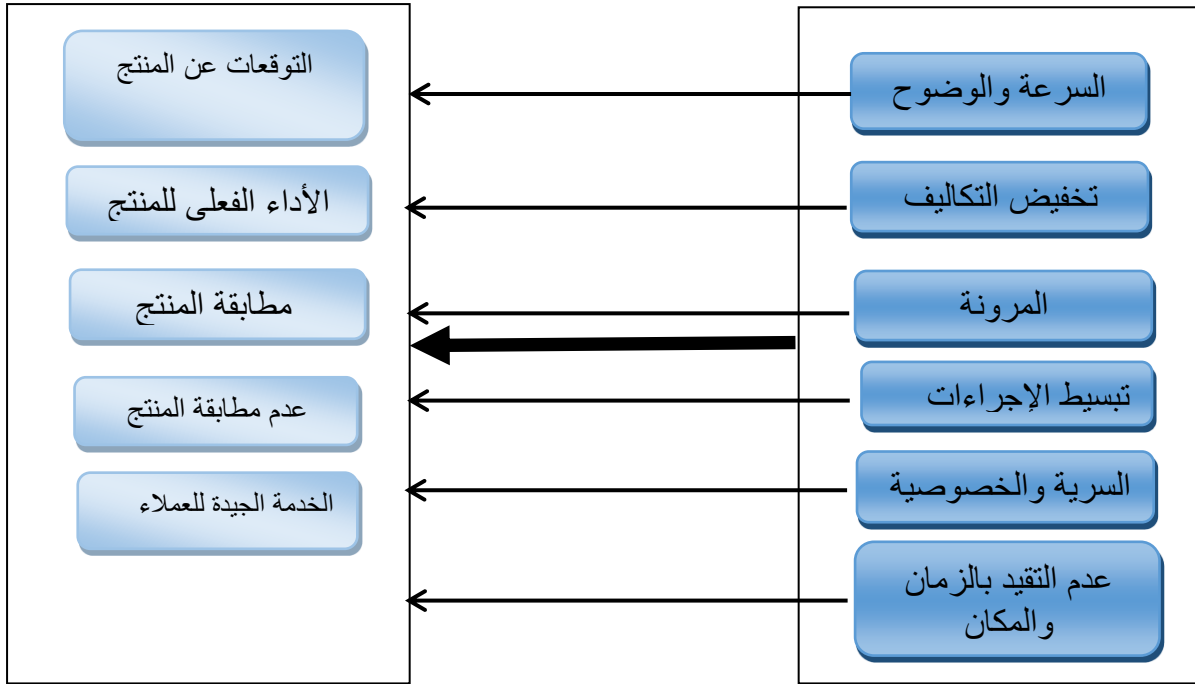 السرعة والوضوح
تخفيض التكاليف
المرونة
تبسيط الإجراءات
السرية والخصوصية
عدم التقيد بالزمان
والمكان
التوقعات عن المنتج
الأداء الفعلى للمنتج
مطابقة المنتج
عدم مطابقة المنتج
الخدمة الجيدة للعملاء